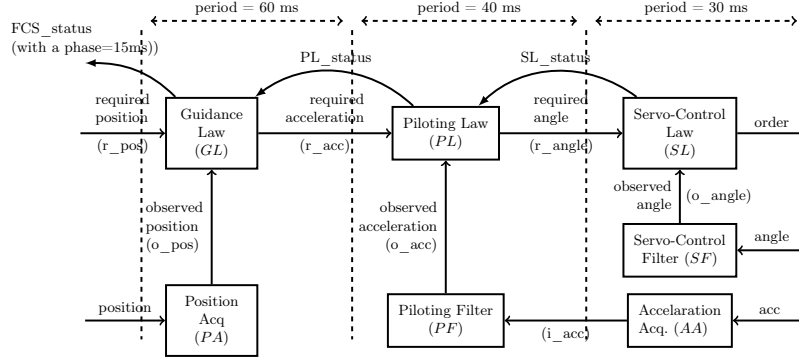 period = 60 ms
period = 40 ms
period = 30 ms
FCS_status
(with a phase=15ms))
PL_status
SL_status
required
position
(r_pos)
Guidance
Law
(GL)
required
acceleration
(r_acc)
Piloting Law
(PL)
required
angle
(r_angle)
Servo-Control
Law
(SL)
order
observed
position
(o_pos)
observed
acceleration
(o_acc)
observed
angle
(o_angle)
Servo-Control
Filter (SF)
angle
position
Position
Acq
(PA)
Piloting Filter
(PF)
(i_acc)
Accelaration
Acq. (AA)
acc